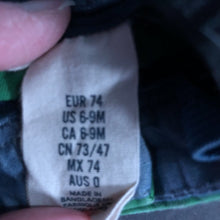 EUR 74
US 6-9M
CA 6-9M
CN 73/47
MX 74
AUS 0
MADE IN
BANGLADESH